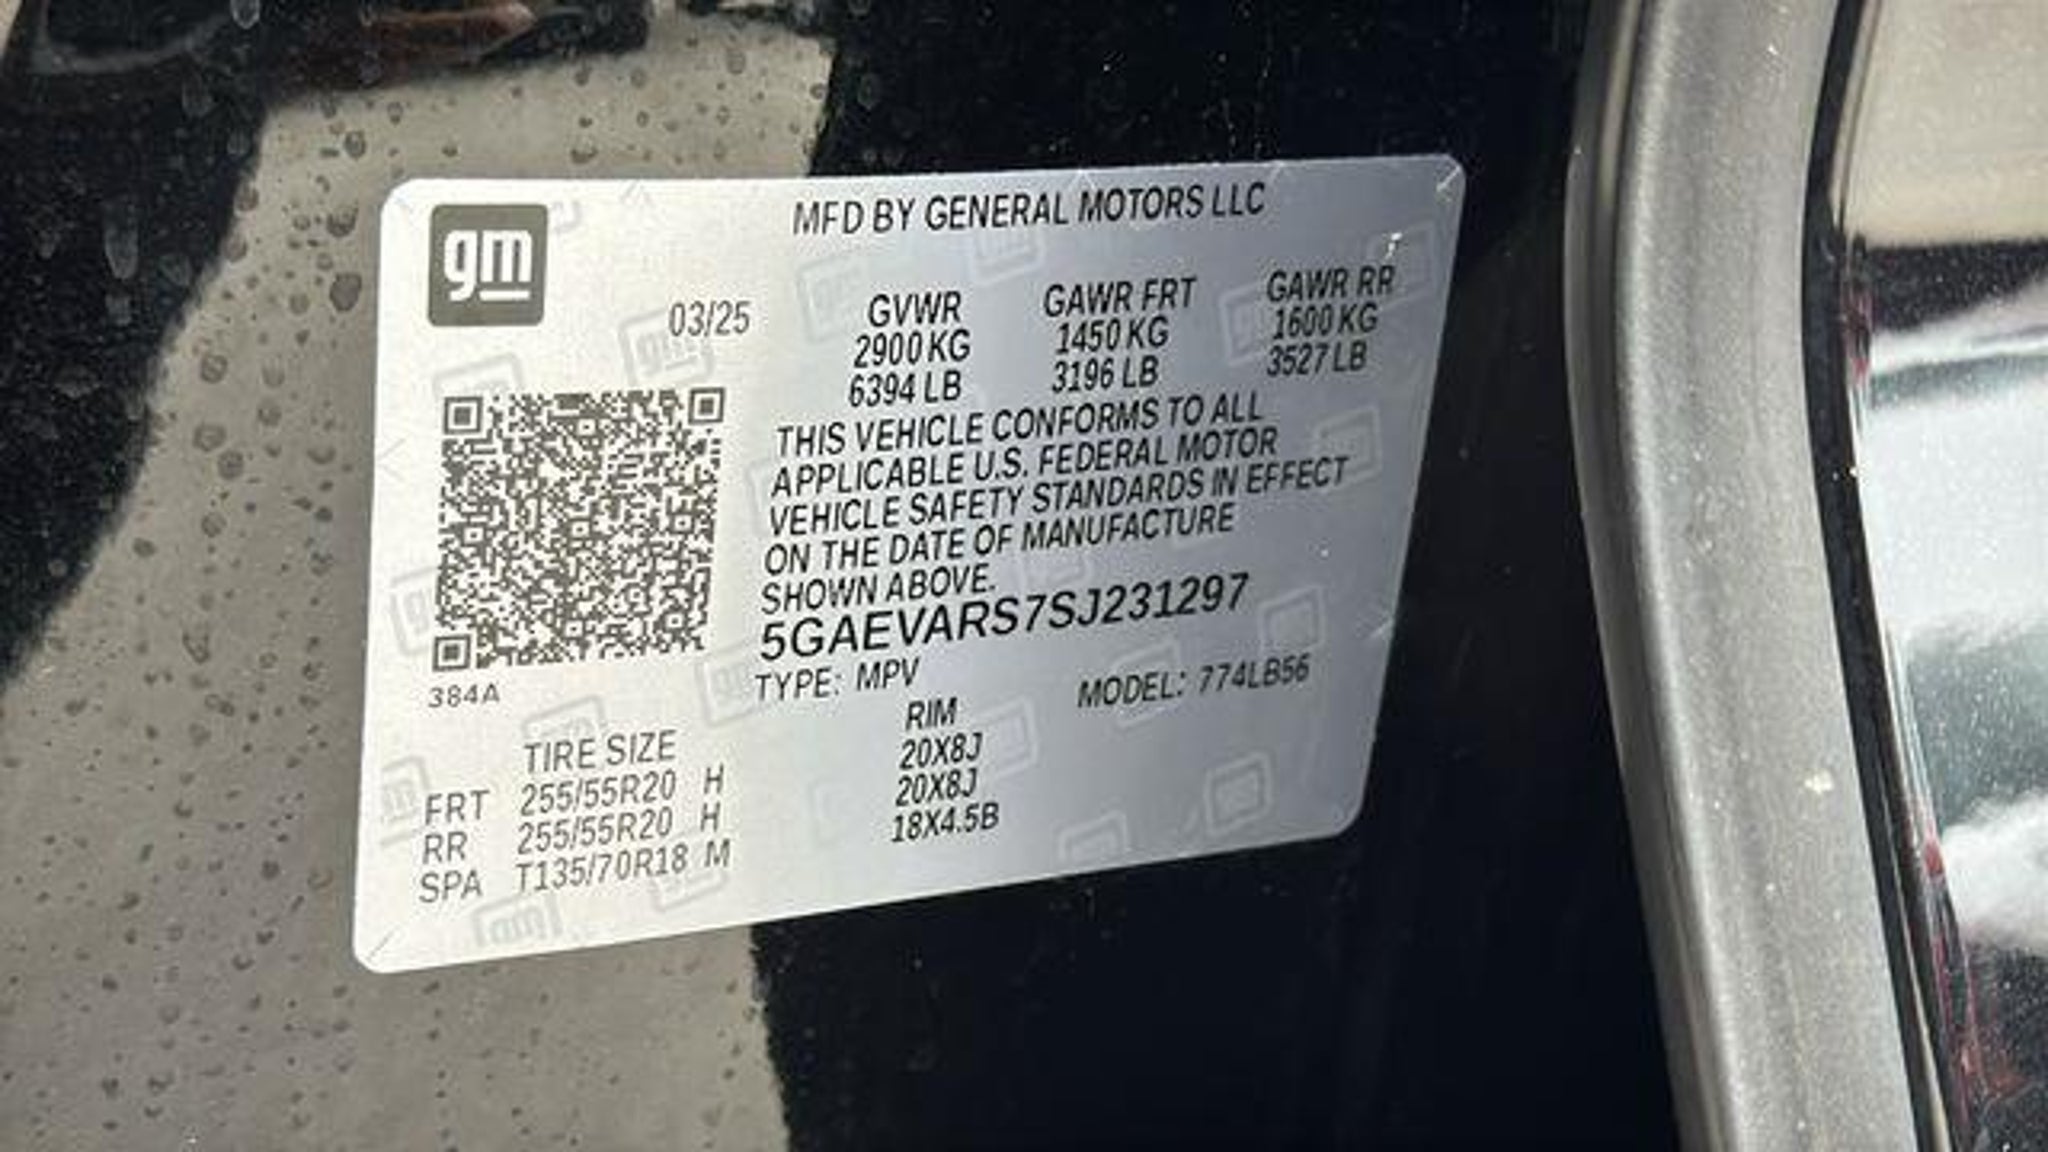 gm
MFD BY GENERAL MOTORS LLC
03/25
GVWR GAWR FRT GAWR RR
2900 KG 1450 KG 1600 KG
6394 LB 3196 LB 3527 LB
THIS VEHICLE CONFORMS TO ALL
APPLICABLE U.S. FEDERAL MOTOR
VEHICLE SAFETY STANDARDS IN EFFECT
ON THE DATE OF MANUFACTURE
SHOWN ABOVE.
5GAEVARS7SJ231297
TYPE: MPV MODEL: 774LB56
384A
TIRE SIZE RIM
FRT 255/55R20 H 20X8J
RR 255/55R20 H 20X8J
SPA T135/70R18 M 18X4.5B